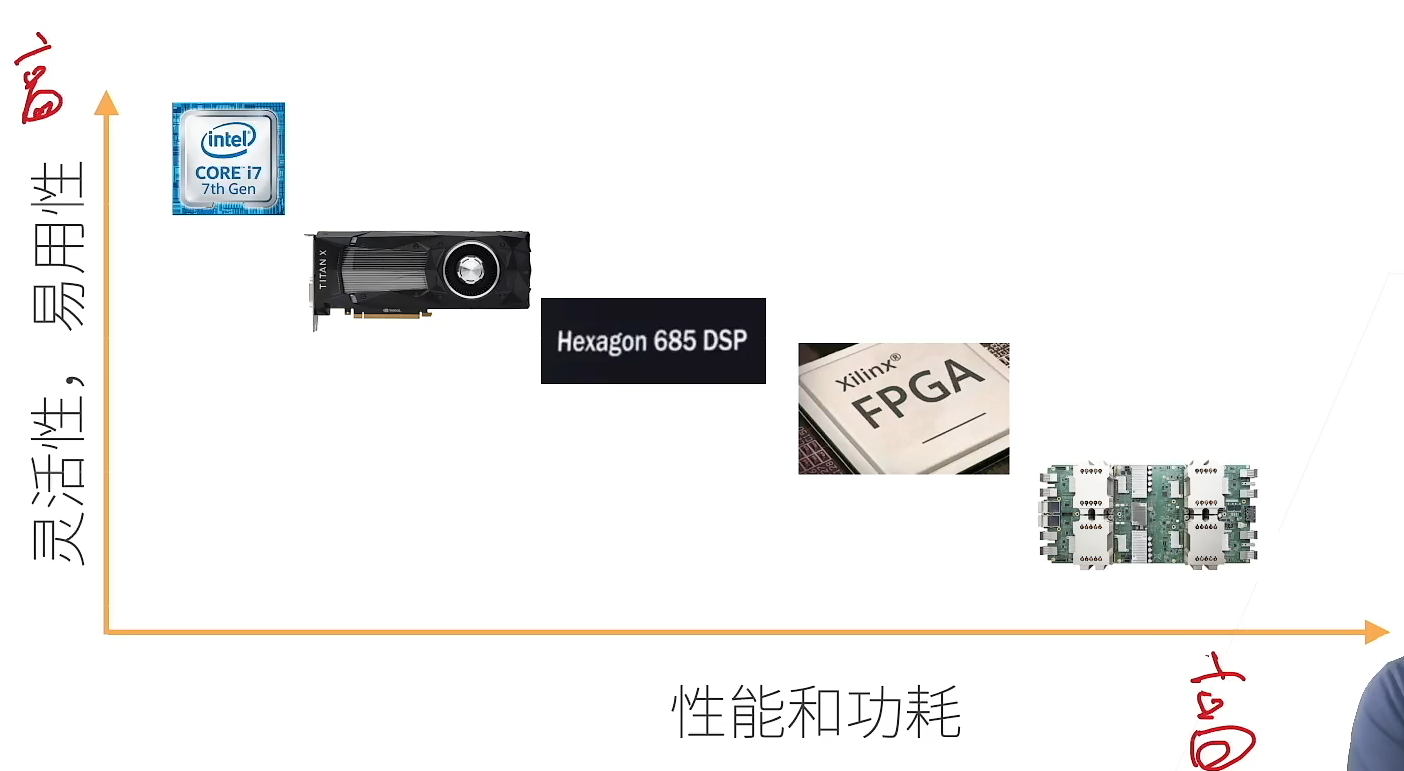 高
灵活性，易用性
intel
CORE i7
7th Gen
TITAN X
Hexagon 685 DSP
Xilinx®
FPGA
性能和功耗
高